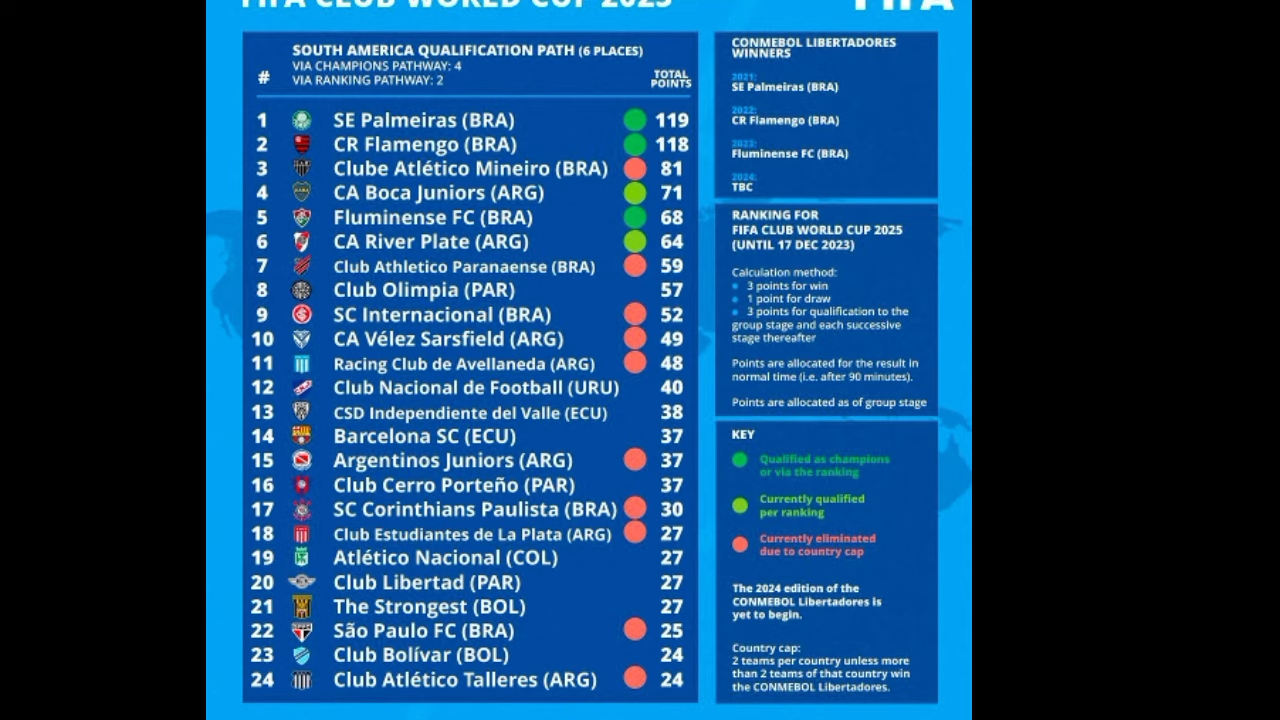 FIFA CLUB WORLD CUP 2025
FIFA
SOUTH AMERICA QUALIFICATION PATH (6 PLACES)
VIA CHAMPIONS PATHWAY: 4
VIA RANKING PATHWAY: 2
# TOTAL POINTS
1 SE Palmeiras (BRA) 119
2 CR Flamengo (BRA) 118
3 Clube Atlético Mineiro (BRA) 81
4 CA Boca Juniors (ARG) 71
5 Fluminense FC (BRA) 68
6 CA River Plate (ARG) 64
7 Club Athletico Paranaense (BRA) 59
8 Club Olimpia (PAR) 57
9 SC Internacional (BRA) 52
10 CA Vélez Sarsfield (ARG) 49
11 Racing Club de Avellaneda (ARG) 48
12 Club Nacional de Football (URU) 40
13 CSD Independiente del Valle (ECU) 38
14 Barcelona SC (ECU) 37
15 Argentinos Juniors (ARG) 37
16 Club Cerro Porteño (PAR) 37
17 SC Corinthians Paulista (BRA) 30
18 Club Estudiantes de La Plata (ARG) 27
19 Atlético Nacional (COL) 27
20 Club Libertad (PAR) 27
21 The Strongest (BOL) 27
22 São Paulo FC (BRA) 25
23 Club Bolívar (BOL) 24
24 Club Atlético Talleres (ARG) 24
CONMEBOL LIBERTADORES
WINNERS
2021:
SE Palmeiras (BRA)
2022:
CR Flamengo (BRA)
2023:
Fluminense FC (BRA)
2024:
TBC
RANKING FOR
FIFA CLUB WORLD CUP 2025
(UNTIL 17 DEC 2023)
Calculation method:
• 3 points for win
• 1 point for draw
• 3 points for qualification to the
group stage and each successive
stage thereafter
Points are allocated for the result in
normal time (i.e. after 90 minutes).
Points are allocated as of group stage
KEY
Qualified as champions
or via the ranking
Currently qualified
per ranking
Currently eliminated
due to country cap
The 2024 edition of the
CONMEBOL Libertadores is
yet to begin.
Country cap:
2 teams per country unless more
than 2 teams of that country win
the CONMEBOL Libertadores.